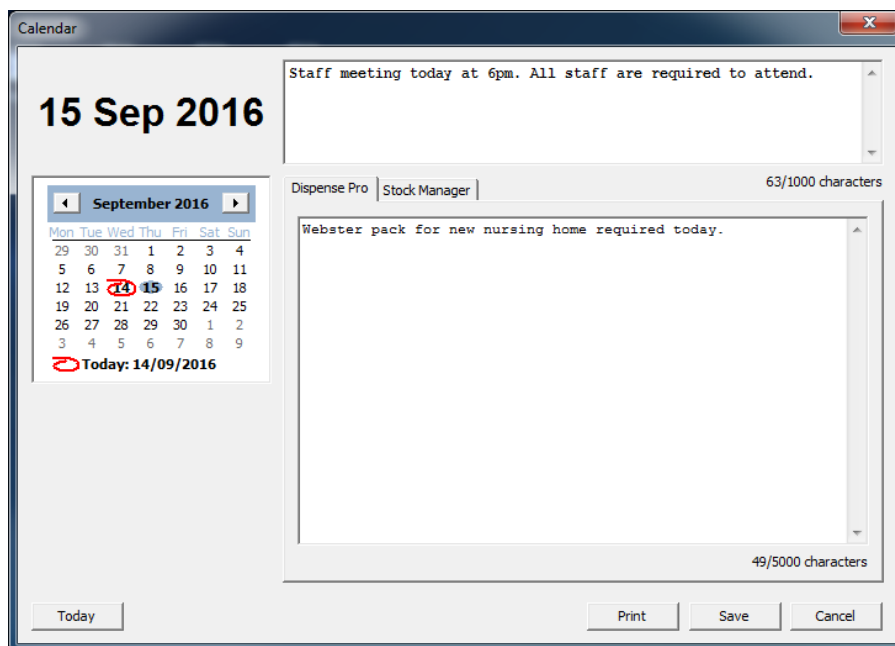 Calendar
15 Sep 2016
Staff meeting today at 6pm. All staff are required to attend.
63/1000 characters
September 2016
Mon Tue Wed Thu Fri Sat Sun
29 30 31 1 2 3 4
5 6 7 8 9 10 11
12 13 14 15 16 17 18
19 20 21 22 23 24 25
26 27 28 29 30 1 2
3 4 5 6 7 8 9
Today: 14/09/2016
Dispense Pro Stock Manager
Webster pack for new nursing home required today.
49/5000 characters
Today Print Save Cancel